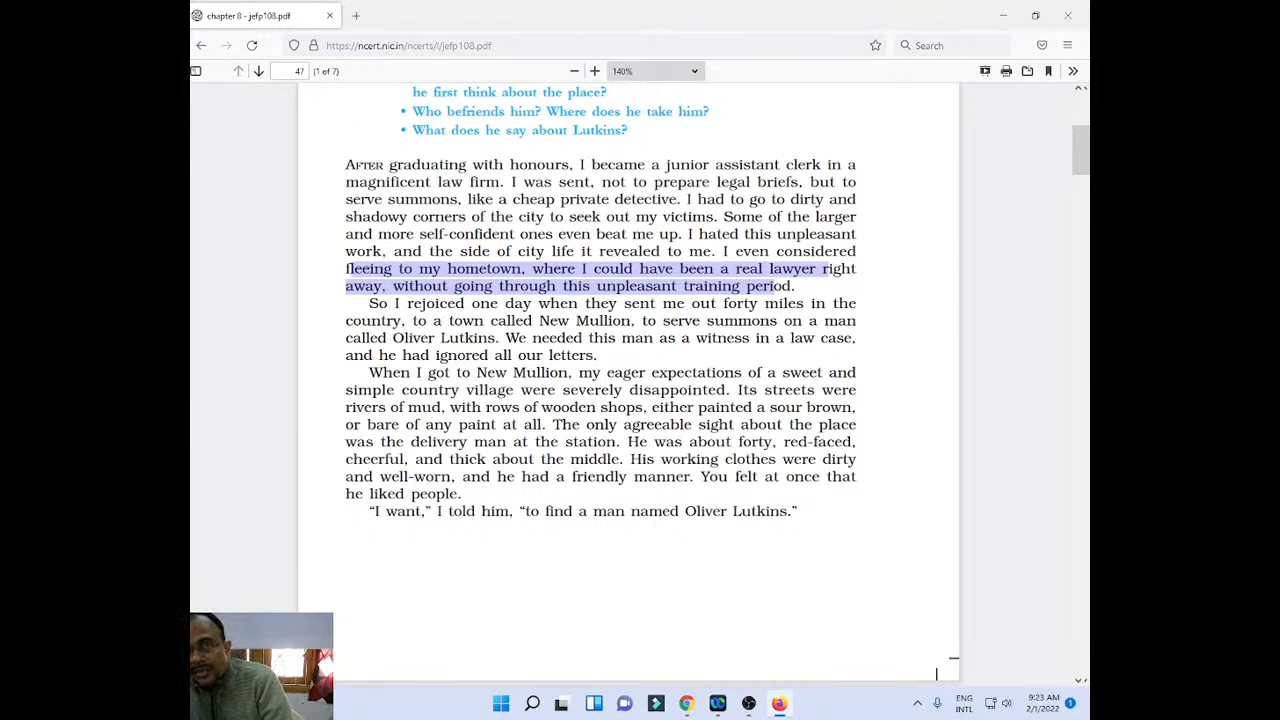 chapter 8 - jefp108.pdf
https://ncert.nic.in/ncerts/l/jefp108.pdf
Search
47 (1 of 7)
140%
he first think about the place?
• Who befriends him? Where does he take him?
• What does he say about Lutkins?
AFTER graduating with honours, I became a junior assistant clerk in a
magnificent law firm. I was sent, not to prepare legal briefs, but to
serve summons, like a cheap private detective. I had to go to dirty and
shadowy corners of the city to seek out my victims. Some of the larger
and more self-confident ones even beat me up. I hated this unpleasant
work, and the side of city life it revealed to me. I even considered
fleeing to my hometown, where I could have been a real lawyer right
away, without going through this unpleasant training period.
So I rejoiced one day when they sent me out forty miles in the
country, to a town called New Mullion, to serve summons on a man
called Oliver Lutkins. We needed this man as a witness in a law case,
and he had ignored all our letters.
When I got to New Mullion, my eager expectations of a sweet and
simple country village were severely disappointed. Its streets were
rivers of mud, with rows of wooden shops, either painted a sour brown,
or bare of any paint at all. The only agreeable sight about the place
was the delivery man at the station. He was about forty, red-faced,
cheerful, and thick about the middle. His working clothes were dirty
and well-worn, and he had a friendly manner. You felt at once that
he liked people.
“I want,” I told him, “to find a man named Oliver Lutkins.”
ENG
INTL
9:23 AM
2/1/2022
1